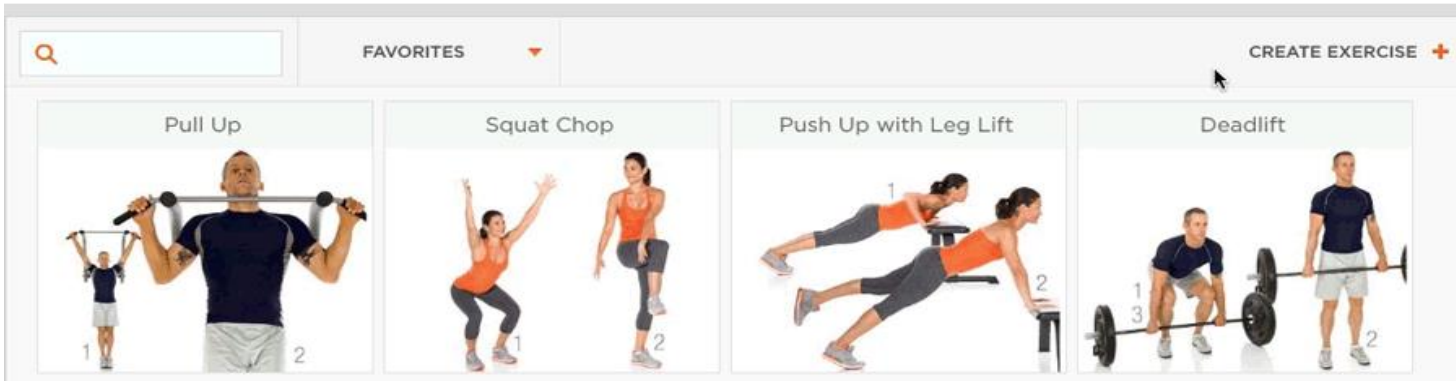 FAVORITES
CREATE EXERCISE
Pull Up
Squat Chop
Push Up with Leg Lift
Deadlift
1
2
1
2
1
2
1
3
2